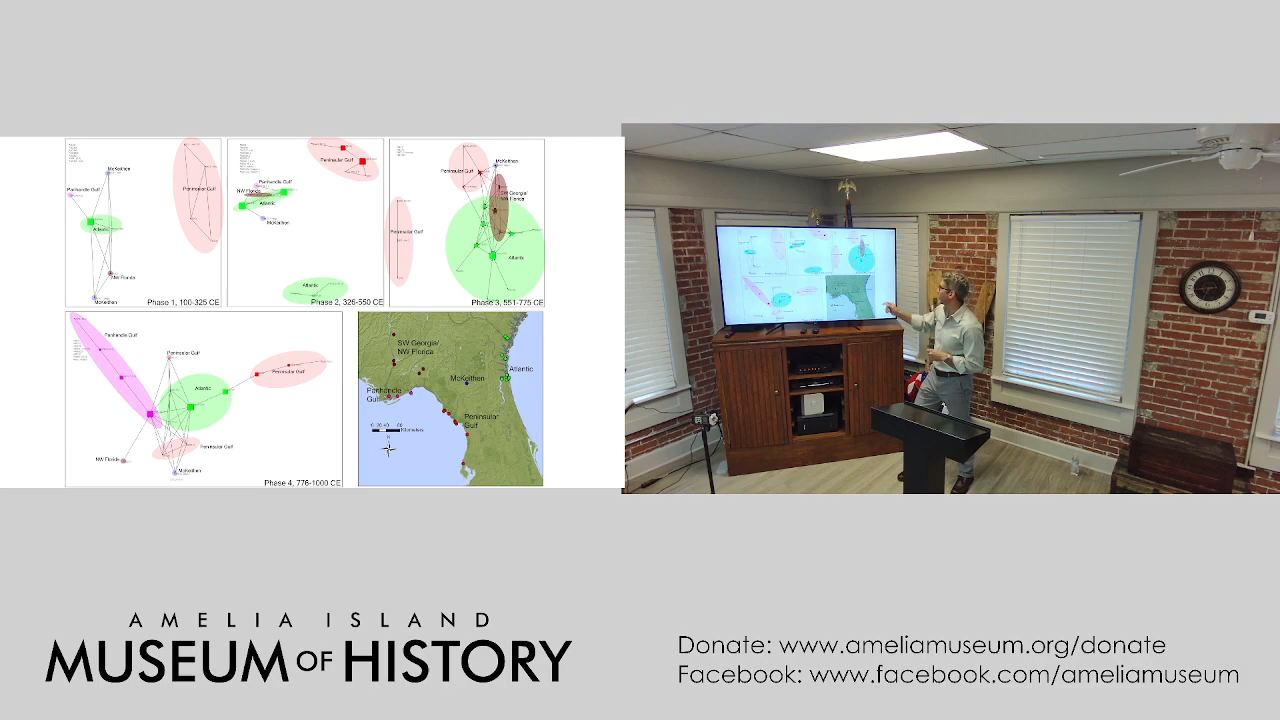 McKeithen
Panhandle Gulf
Peninsular Gulf
Atlantic
NW Florida
McKeithen
Phase 1, 100-325 CE
Peninsular Gulf
Panhandle Gulf
NW Florida
Atlantic
McKeithen
Atlantic
Phase 2, 326-550 CE
McKeithen
Peninsular Gulf
SW Georgia/
NW Florida
Peninsular Gulf
Atlantic
Phase 3, 551-775 CE
Panhandle Gulf
Peninsular Gulf
Atlantic
Peninsular Gulf
Peninsular Gulf
NW Florida
McKeithen
Phase 4, 776-1000 CE
SW Georgia/
NW Florida
Atlantic
McKeithen
Panhandle
Gulf
Peninsular
Gulf
Kilometers
N
AMELIA ISLAND
MUSEUM OF HISTORY
Donate: www.ameliamuseum.org/donate
Facebook: www.facebook.com/ameliamuseum